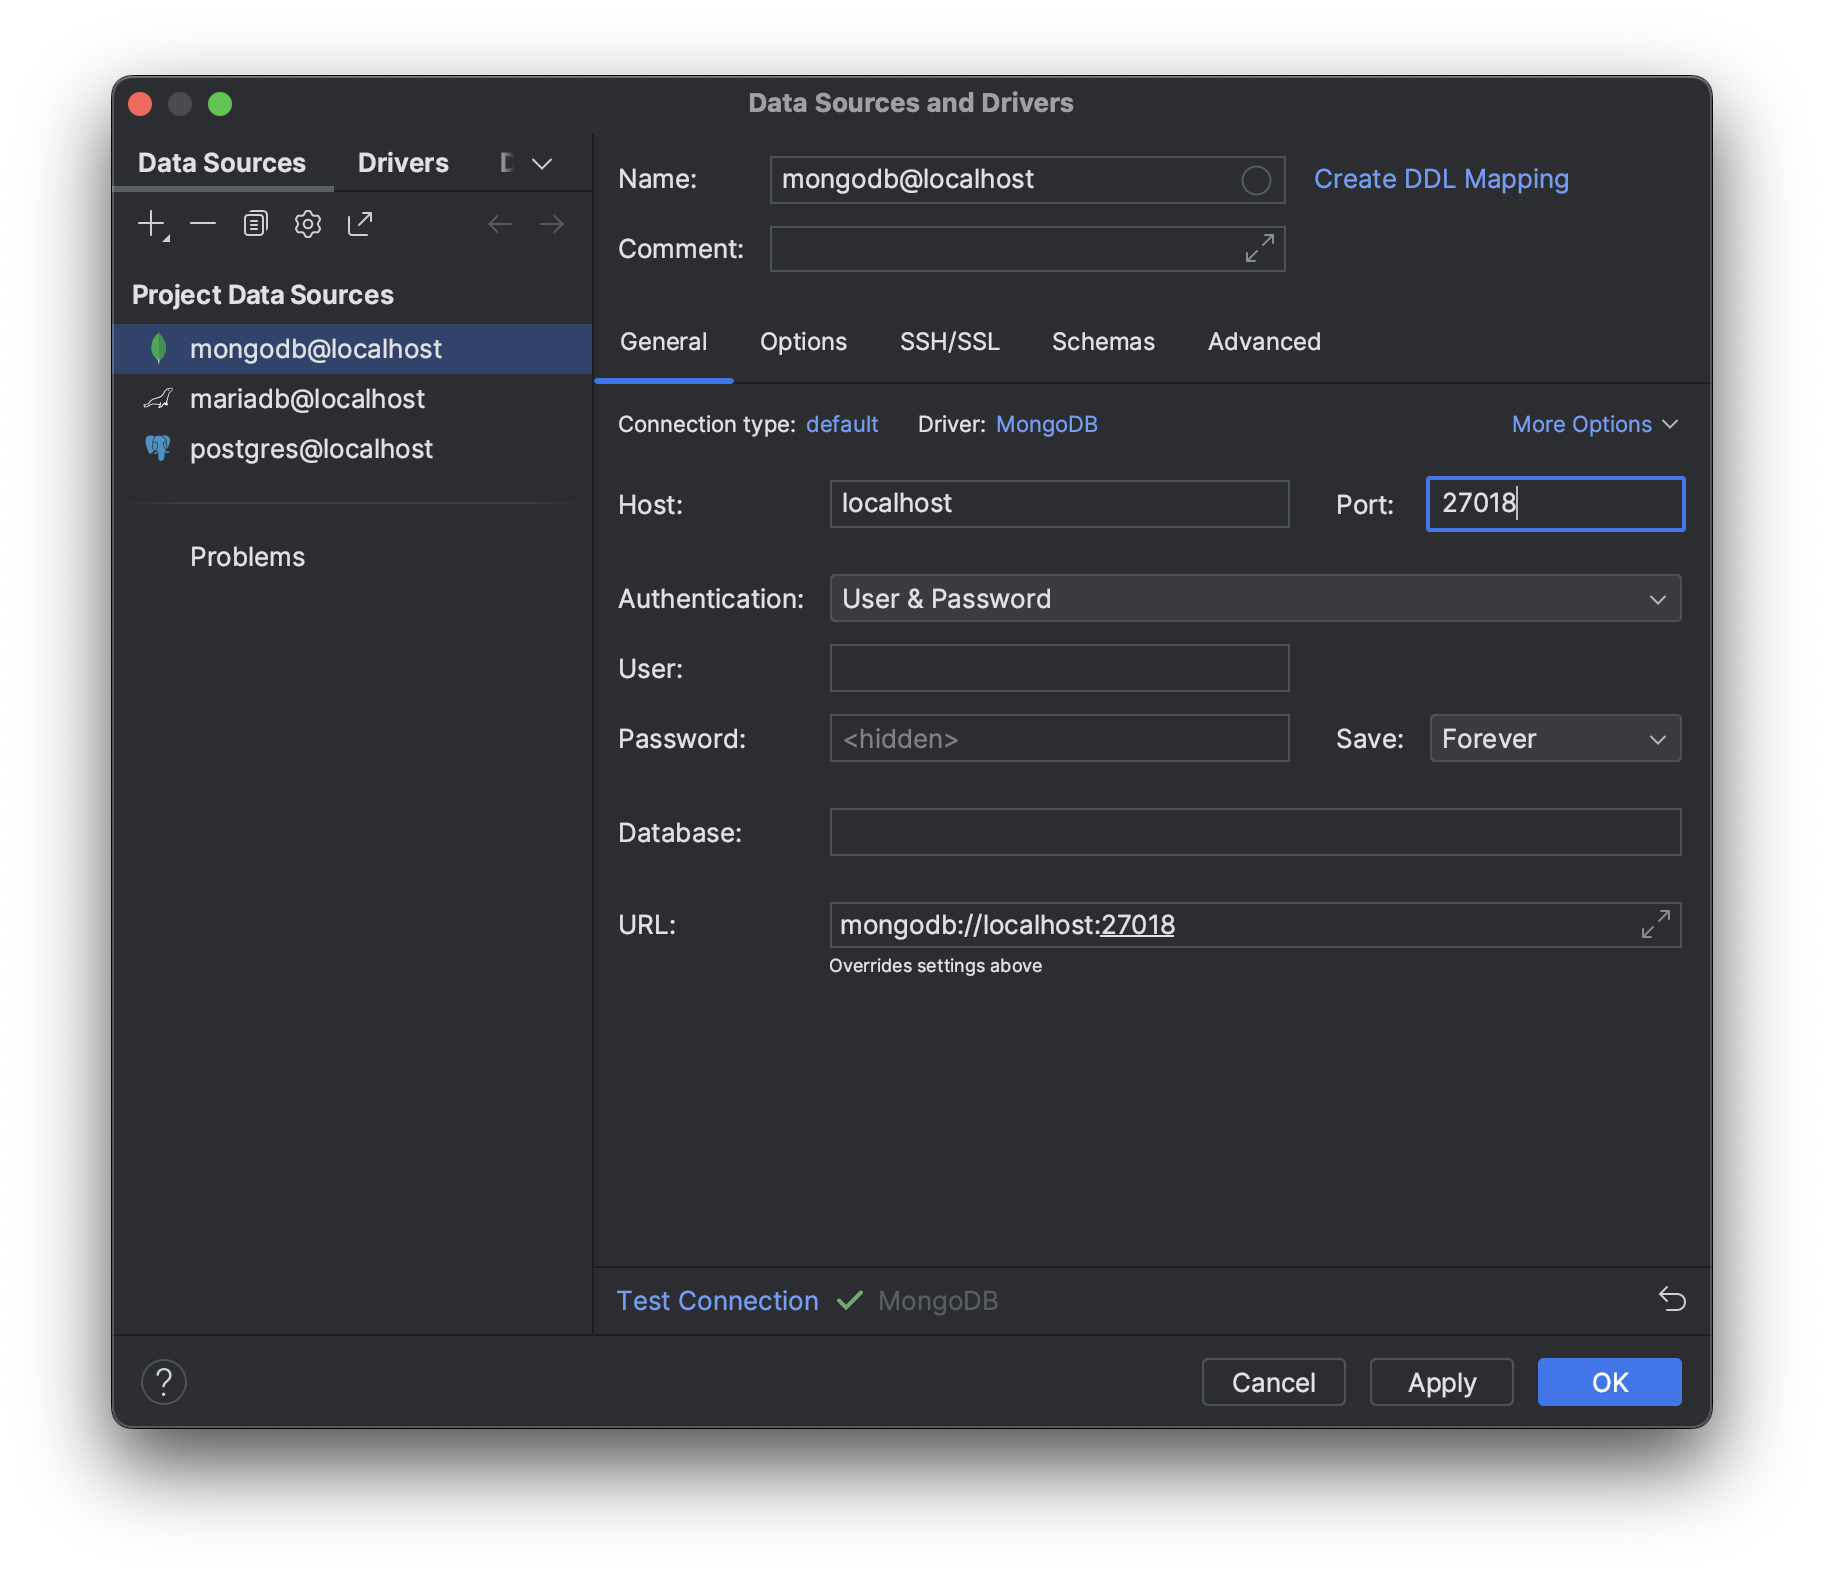 Data Sources and Drivers
Data Sources Drivers
Project Data Sources
mongodb@localhost
mariadb@localhost
postgres@localhost
Problems
Name: mongodb@localhost Create DDL Mapping
Comment:
General Options SSH/SSL Schemas Advanced
Connection type: default Driver: MongoDB More Options
Host: localhost Port: 27018
Authentication: User & Password
User:
Password: <hidden> Save: Forever
Database:
URL: mongodb://localhost:27018
Overrides settings above
Test Connection MongoDB
? Cancel Apply OK